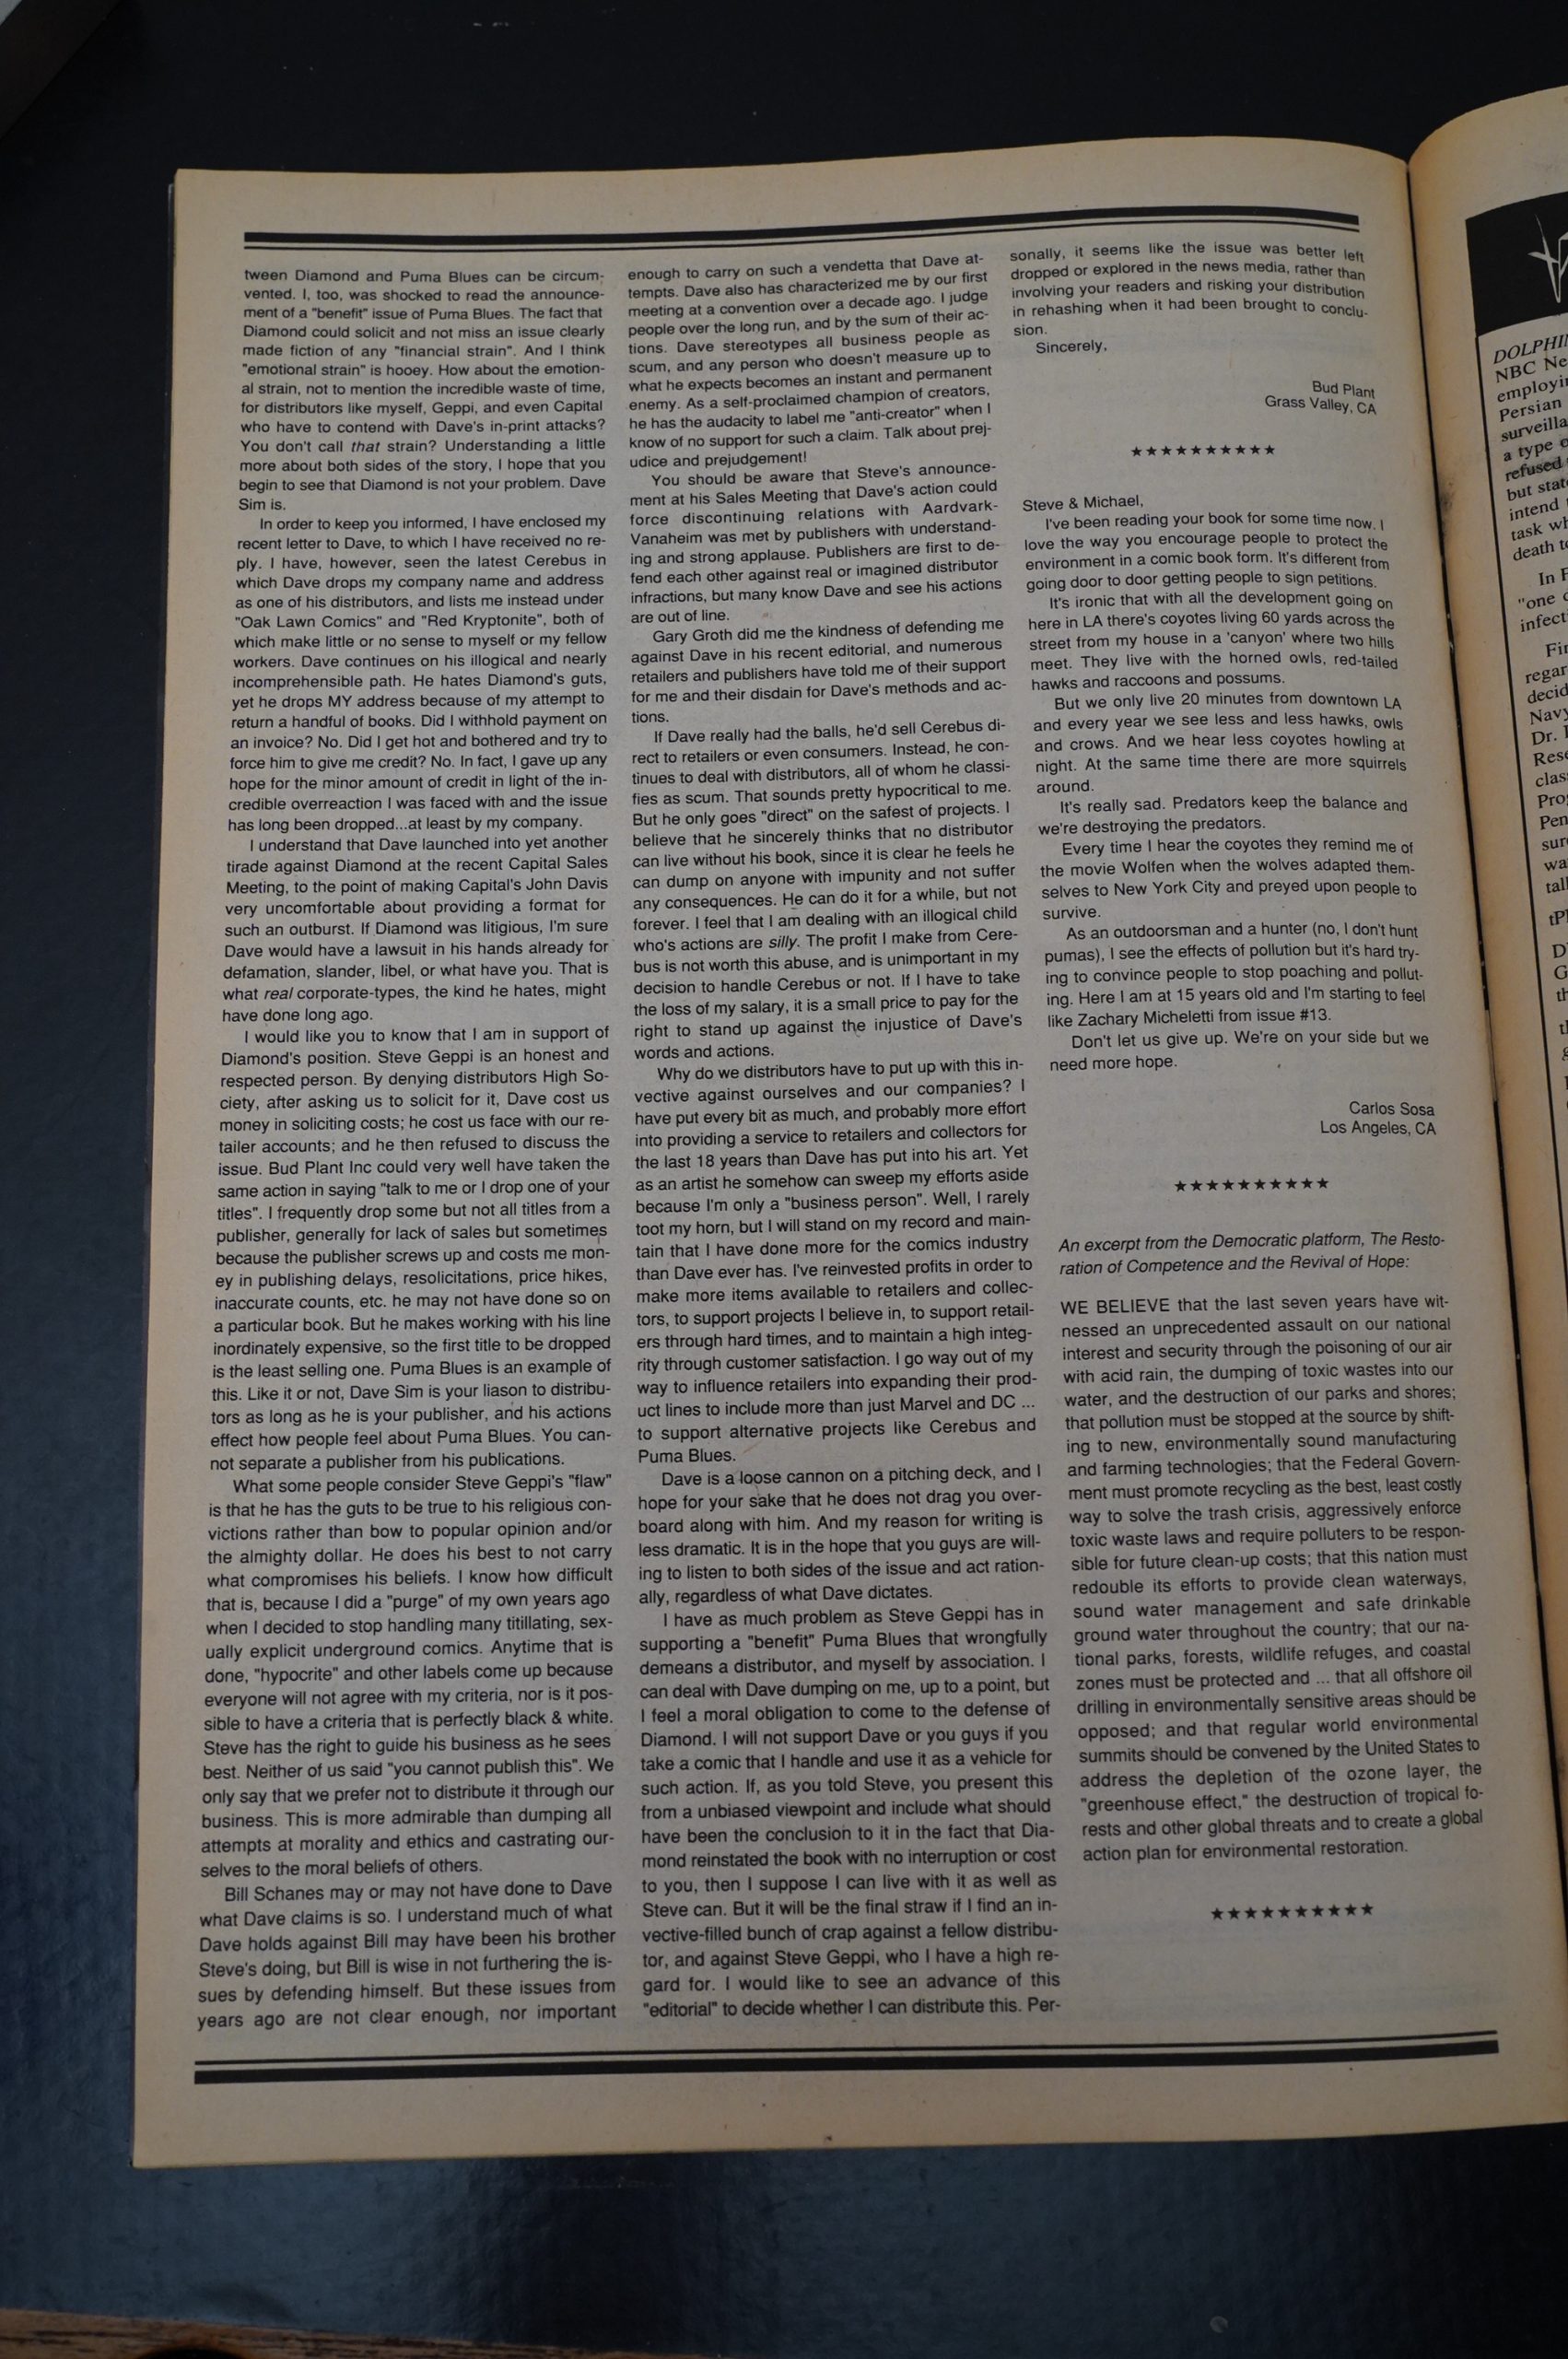 tween Diamond and Puma Blues can be circum-
vented. I, too, was shocked to read the announce-
ment of a "benefit" issue of Puma Blues. The fact that
Diamond could solicit and not miss an issue clearly
made fiction of any "financial strain". And I think
"emotional strain" is hooey. How about the emotion-
al strain, not to mention the incredible waste of time,
for distributors like myself, Geppi, and even Capital
who have to contend with Dave's in-print attacks?
You don't call that strain? Understanding a little
more about both sides of the story, I hope that you
begin to see that Diamond is not your problem. Dave
Sim is.
In order to keep you informed, I have enclosed my
recent letter to Dave, to which I have received no re-
ply. I have, however, seen the latest Cerebus in
which Dave drops my company name and address
as one of his distributors, and lists me instead under
"Oak Lawn Comics" and "Red Kryptonite", both of
which make little or no sense to myself or my fellow
workers. Dave continues on his illogical and nearly
incomprehensible path. He hates Diamond's guts,
yet he drops MY address because of my attempt to
return a handful of books. Did I withhold payment on
an invoice? No. Did I get hot and bothered and try to
force him to give me credit? No. In fact, I gave up any
hope for the minor amount of credit in light of the in-
credible overreaction I was faced with and the issue
has long been dropped...at least by my company.
I understand that Dave launched into yet another
tirade against Diamond at the recent Capital Sales
Meeting, to the point of making Capital's John Davis
very uncomfortable about providing a format for
such an outburst. If Diamond was litigious, I'm sure
Dave would have a lawsuit in his hands already for
defamation, slander, libel, or what have you. That is
what real corporate-types, the kind he hates, might
have done long ago.
I would like you to know that I am in support of
Diamond's position. Steve Geppi is an honest and
respected person. By denying distributors High So-
ciety, after asking us to solicit for it, Dave cost us
money in soliciting costs; he cost us face with our re-
tailer accounts; and he then refused to discuss the
issue. Bud Plant Inc could very well have taken the
same action in saying "talk to me or I drop one of your
titles". I frequently drop some but not all titles from a
publisher, generally for lack of sales but sometimes
because the publisher screws up and costs me mon-
ey in publishing delays, resolicitations, price hikes,
inaccurate counts, etc. he may not have done so on
a particular book. But he makes working with his line
inordinately expensive, so the first title to be dropped
is the least selling one. Puma Blues is an example of
this. Like it or not, Dave Sim is your liason to distribu-
tors as long as he is your publisher, and his actions
effect how people feel about Puma Blues. You can-
not separate a publisher from his publications.
What some people consider Steve Geppi's "flaw"
is that he has the guts to be true to his religious con-
victions rather than bow to popular opinion and/or
the almighty dollar. He does his best to not carry
what compromises his beliefs. I know how difficult
that is, because I did a "purge" of my own years ago
when I decided to stop handling many titillating, sex-
ually explicit underground comics. Anytime that is
done, "hypocrite" and other labels come up because
everyone will not agree with my criteria, nor is it pos-
sible to have a criteria that is perfectly black & white.
Steve has the right to guide his business as he sees
best. Neither of us said "you cannot publish this". We
only say that we prefer not to distribute it through our
business. This is more admirable than dumping all
attempts at morality and ethics and castrating our-
selves to the moral beliefs of others.
Bill Schanes may or may not have done to Dave
what Dave claims is so. I understand much of what
Dave holds against Bill may have been his brother
Steve's doing, but Bill is wise in not furthering the is-
sues by defending himself. But these issues from
years ago are not clear enough, nor important
enough to carry on such a vendetta that Dave at-
tempts. Dave also has characterized me by our first
meeting at a convention over a decade ago. I judge
people over the long run, and by the sum of their ac-
tions. Dave stereotypes all business people as
scum, and any person who doesn't measure up to
what he expects becomes an instant and permanent
enemy. As a self-proclaimed champion of creators,
he has the audacity to label me "anti-creator" when I
know of no support for such a claim. Talk about prej-
udice and prejudgement!
You should be aware that Steve's announce-
ment at his Sales Meeting that Dave's action could
force discontinuing relations with Aardvark-
Vanaheim was met by publishers with understand-
ing and strong applause. Publishers are first to de-
fend each other against real or imagined distributor
infractions, but many know Dave and see his actions
are out of line.
Gary Groth did me the kindness of defending me
against Dave in his recent editorial, and numerous
retailers and publishers have told me of their support
for me and their disdain for Dave's methods and ac-
tions.
If Dave really had the balls, he'd sell Cerebus di-
rect to retailers or even consumers. Instead, he con-
tinues to deal with distributors, all of whom he classi-
fies as scum. That sounds pretty hypocritical to me.
But he only goes "direct" on the safest of projects. I
believe that he sincerely thinks that no distributor
can live without his book, since it is clear he feels he
can dump on anyone with impunity and not suffer
any consequences. He can do it for a while, but not
forever. I feel that I am dealing with an illogical child
who's actions are silly. The profit I make from Cere-
bus is not worth this abuse, and is unimportant in my
decision to handle Cerebus or not. If I have to take
the loss of my salary, it is a small price to pay for the
right to stand up against the injustice of Dave's
words and actions.
Why do we distributors have to put up with this in-
vective against ourselves and our companies? I
have put every bit as much, and probably more effort
into providing a service to retailers and collectors for
the last 18 years than Dave has put into his art. Yet
as an artist he somehow can sweep my efforts aside
because I'm only a "business person". Well, I rarely
toot my horn, but I will stand on my record and main-
tain that I have done more for the comics industry
than Dave ever has. I've reinvested profits in order to
make more items available to retailers and collec-
tors, to support projects I believe in, to support retail-
ers through hard times, and to maintain a high integ-
rity through customer satisfaction. I go way out of my
way to influence retailers into expanding their prod-
uct lines to include more than just Marvel and DC ...
to support alternative projects like Cerebus and
Puma Blues.
Dave is a loose cannon on a pitching deck, and I
hope for your sake that he does not drag you over-
board along with him. And my reason for writing is
less dramatic. It is in the hope that you guys are will-
ing to listen to both sides of the issue and act ration-
ally, regardless of what Dave dictates.
I have as much problem as Steve Geppi has in
supporting a "benefit" Puma Blues that wrongfully
demeans a distributor, and myself by association. I
can deal with Dave dumping on me, up to a point, but
I feel a moral obligation to come to the defense of
Diamond. I will not support Dave or you guys if you
take a comic that I handle and use it as a vehicle for
such action. If, as you told Steve, you present this
from a unbiased viewpoint and include what should
have been the conclusion to it in the fact that Dia-
mond reinstated the book with no interruption or cost
to you, then I suppose I can live with it as well as
Steve can. But it will be the final straw if I find an in-
vective-filled bunch of crap against a fellow distribu-
tor, and against Steve Geppi, who I have a high re-
gard for. I would like to see an advance of this
"editorial" to decide whether I can distribute this. Per-
sonally, it seems like the issue was better left
dropped or explored in the news media, rather than
involving your readers and risking your distribution
in rehashing when it had been brought to conclu-
sion.
Sincerely,
Bud Plant
Grass Valley, CA
★★★★★★★★★★
Steve & Michael,
I've been reading your book for some time now. I
love the way you encourage people to protect the
environment in a comic book form. It's different from
going door to door getting people to sign petitions.
It's ironic that with all the development going on
here in LA there's coyotes living 60 yards across the
street from my house in a 'canyon' where two hills
meet. They live with the horned owls, red-tailed
hawks and raccoons and possums.
But we only live 20 minutes from downtown LA
and every year we see less and less hawks, owls
and crows. And we hear less coyotes howling at
night. At the same time there are more squirrels
around.
It's really sad. Predators keep the balance and
we're destroying the predators.
Every time I hear the coyotes they remind me of
the movie Wolfen when the wolves adapted them-
selves to New York City and preyed upon people to
survive.
As an outdoorsman and a hunter (no, I don't hunt
pumas), I see the effects of pollution but it's hard try-
ing to convince people to stop poaching and pollut-
ing. Here I am at 15 years old and I'm starting to feel
like Zachary Micheletti from issue #13.
Don't let us give up. We're on your side but we
need more hope.
Carlos Sosa
Los Angeles, CA
★★★★★★★★★★
An excerpt from the Democratic platform, The Resto-
ration of Competence and the Revival of Hope:
WE BELIEVE that the last seven years have wit-
nessed an unprecedented assault on our national
interest and security through the poisoning of our air
with acid rain, the dumping of toxic wastes into our
water, and the destruction of our parks and shores;
that pollution must be stopped at the source by shift-
ing to new, environmentally sound manufacturing
and farming technologies; that the Federal Govern-
ment must promote recycling as the best, least costly
way to solve the trash crisis, aggressively enforce
toxic waste laws and require polluters to be respon-
sible for future clean-up costs; that this nation must
redouble its efforts to provide clean waterways,
sound water management and safe drinkable
ground water throughout the country; that our na-
tional parks, forests, wildlife refuges, and coastal
zones must be protected and ... that all offshore oil
drilling in environmentally sensitive areas should be
opposed; and that regular world environmental
summits should be convened by the United States to
address the depletion of the ozone layer, the
"greenhouse effect," the destruction of tropical fo-
rests and other global threats and to create a global
action plan for environmental restoration.
★★★★★★★★★★
DOLPHI
NBC Ne
employi
Persian
surveilla
a type o
refused
but stat
intend
task wh
death to
In F
"one
infect
Fir
regar
decid
Navy
Dr.
Rese
clas
Pro
Pen
sur
wa
tal